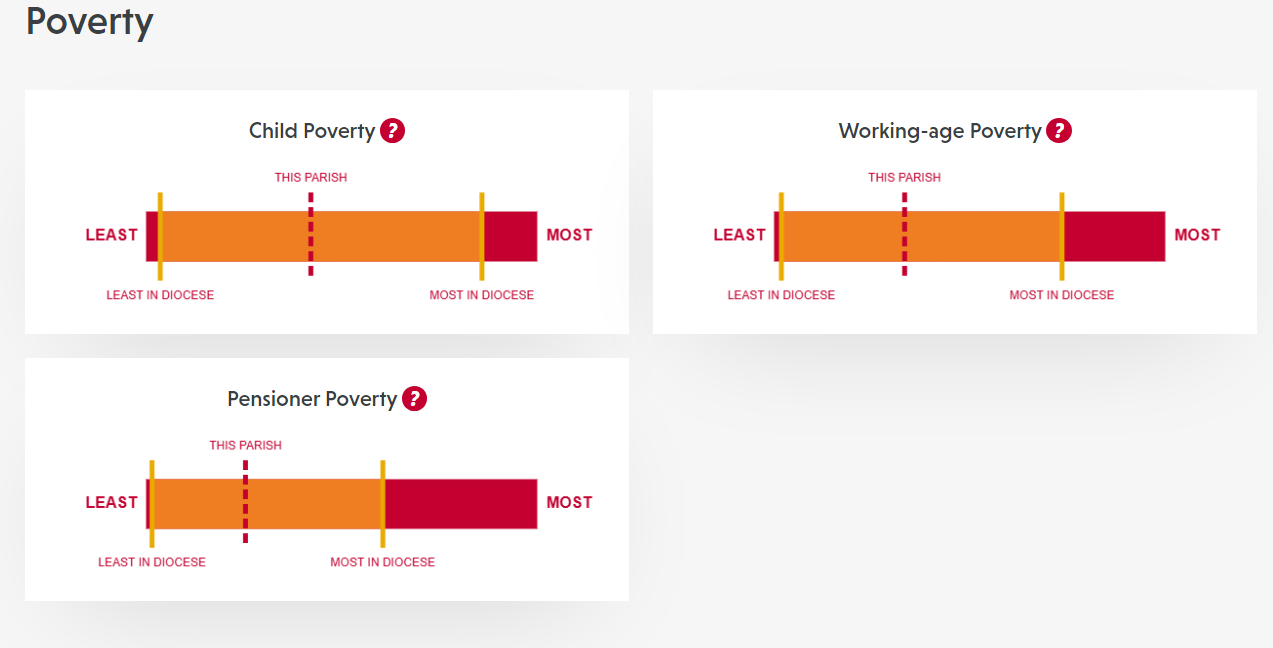 Poverty
Child Poverty ?
THIS PARISH
LEAST
MOST
LEAST IN DIOCESE
MOST IN DIOCESE
Working-age Poverty ?
THIS PARISH
LEAST
MOST
LEAST IN DIOCESE
MOST IN DIOCESE
Pensioner Poverty ?
THIS PARISH
LEAST
MOST
LEAST IN DIOCESE
MOST IN DIOCESE